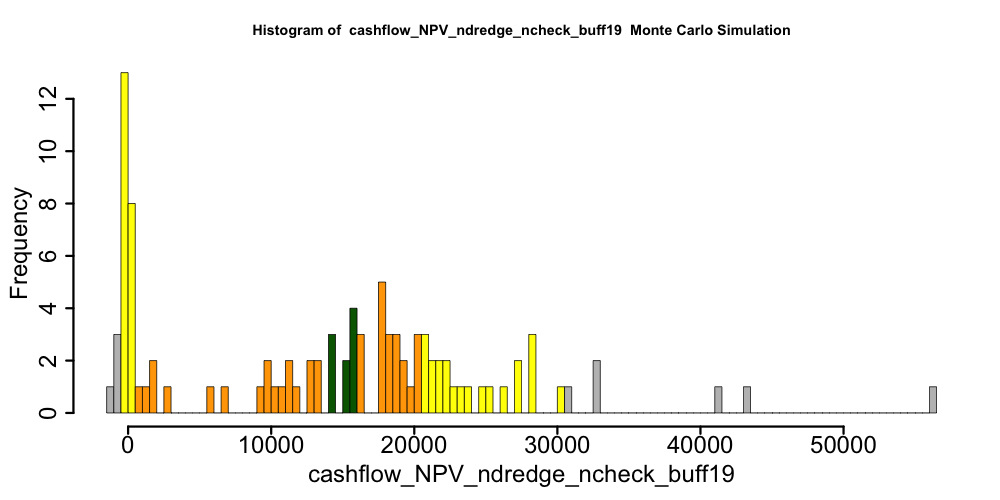 Histogram of  cashflow_NPV_ndredge_ncheck_buff19  Monte Carlo Simulation
Frequency
12
10
8
6
4
2
0
0 10000 20000 30000 40000 50000
cashflow_NPV_ndredge_ncheck_buff19